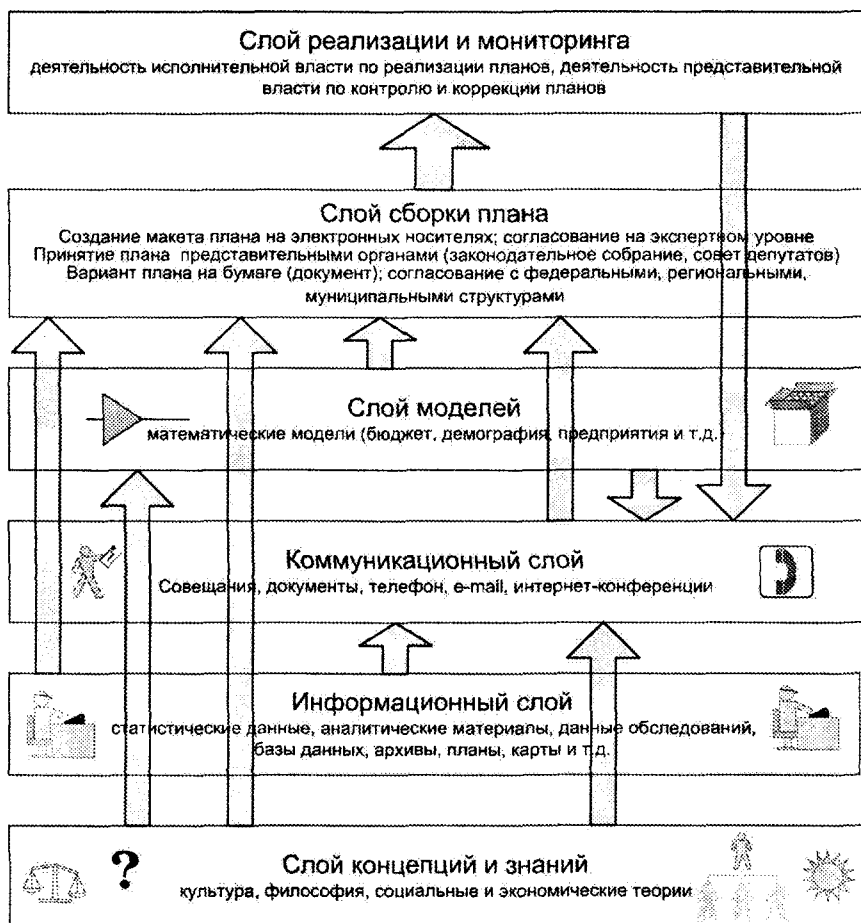 Слой реализации и мониторинга
деятельность исполнительной власти по реализации планов, деятельность представительной
власти по контролю и коррекции планов
Слой сборки плана
Создание макета плана на электронных носителях; согласование на экспертном уровне
Принятие плана представительными органами (законодательное собрание, совет депутатов)
Вариант плана на бумаге (документ); согласование с федеральными, региональными,
муниципальными структурами
Слой моделей
математические модели (бюджет, демография, предприятия и т.д.)
Коммуникационный слой
Совещания, документы, телефон, e-mail, интернет-конференции
Информационный слой
статистические данные, аналитические материалы, данные обследований,
базы данных, архивы, планы, карты и т.д.
Слой концепций и знаний
?
культура, философия, социальные и экономические теории